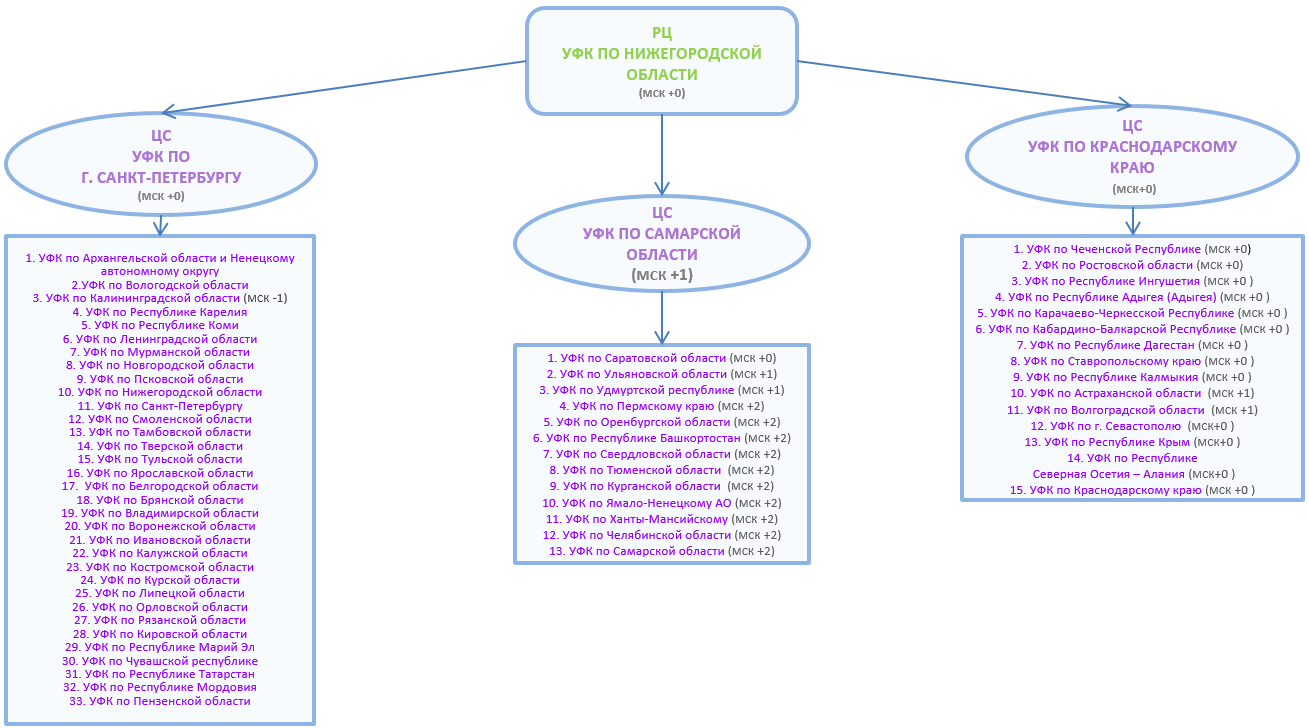 РЦ
УФК ПО НИЖЕГОРОДСКОЙ
ОБЛАСТИ
(МСК +0)
ЦС
УФК ПО
Г. САНКТ-ПЕТЕРБУРГУ
(МСК +0)
1. УФК по Архангельской области и Ненецкому
автономному округу
2.УФК по Вологодской области
3. УФК по Калининградской области (МСК -1)
4. УФК по Республике Карелия
5. УФК по Республике Коми
6. УФК по Ленинградской области
7. УФК по Мурманской области
8. УФК по Новгородской области
9. УФК по Псковской области
10. УФК по Нижегородской области
11. УФК по Санкт-Петербургу
12. УФК по Смоленской области
13. УФК по Тамбовской области
14. УФК по Тверской области
15. УФК по Тульской области
16. УФК по Ярославской области
17. УФК по Белгородской области
18. УФК по Брянской области
19. УФК по Владимирской области
20. УФК по Воронежской области
21. УФК по Ивановской области
22. УФК по Калужской области
23. УФК по Костромской области
24. УФК по Курской области
25. УФК по Липецкой области
26. УФК по Орловской области
27. УФК по Рязанской области
28. УФК по Кировской области
29. УФК по Республике Марий Эл
30. УФК по Чувашской республике
31. УФК по Республике Татарстан
32. УФК по Республике Мордовия
33. УФК по Пензенской области
ЦС
УФК ПО САМАРСКОЙ
ОБЛАСТИ
(МСК +1)
1. УФК по Саратовской области (МСК +0)
2. УФК по Ульяновской области (МСК +1)
3. УФК по Удмуртской республике (МСК +1)
4. УФК по Пермскому краю (МСК +2)
5. УФК по Оренбургской области (МСК +2)
6. УФК по Республике Башкортостан (МСК +2)
7. УФК по Свердловской области (МСК +2)
8. УФК по Тюменской области (МСК +2)
9. УФК по Курганской области (МСК +2)
10. УФК по Ямало-Ненецкому АО (МСК +2)
11. УФК по Ханты-Мансийскому (МСК +2)
12. УФК по Челябинской области (МСК +2)
13. УФК по Самарской области (МСК +2)
ЦС
УФК ПО КРАСНОДАРСКОМУ
КРАЮ
(МСК+0)
1. УФК по Чеченской Республике (МСК +0)
2. УФК по Ростовской области (МСК +0)
3. УФК по Республике Ингушетия (МСК +0 )
4. УФК по Республике Адыгея (Адыгея) (МСК +0 )
5. УФК по Карачаево-Черкесской Республике (МСК +0 )
6. УФК по Кабардино-Балкарской Республике (МСК +0 )
7. УФК по Республике Дагестан (МСК +0 )
8. УФК по Ставропольскому краю (МСК +0 )
9. УФК по Республике Калмыкия (МСК +0 )
10. УФК по Астраханской области (МСК +1)
11. УФК по Волгоградской области (МСК +1)
12. УФК по г. Севастополю (МСК+0 )
13. УФК по Республике Крым (МСК+0 )
14. УФК по Республике
Северная Осетия – Алания (МСК+0 )
15. УФК по Краснодарскому краю (МСК +0 )